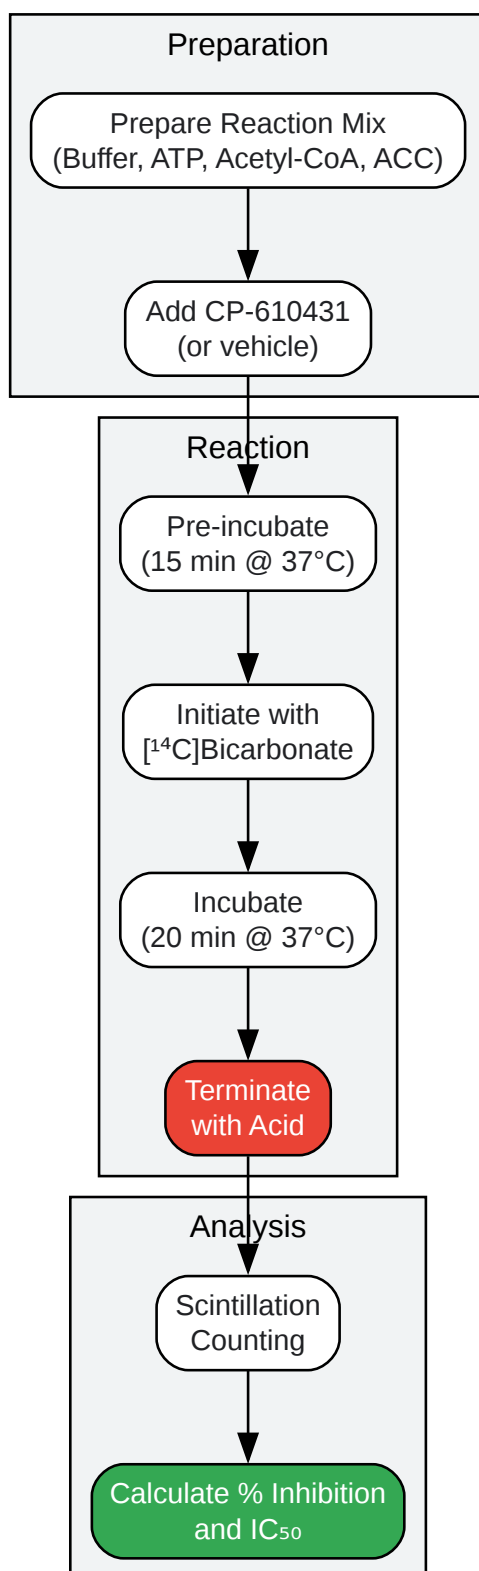 Preparation
Prepare Reaction Mix
(Buffer, ATP, Acetyl-CoA, ACC)
Add CP-610431
(or vehicle)
Reaction
Pre-incubate
(15 min @ 37°C)
Initiate with
[¹⁴C]Bicarbonate
Incubate
(20 min @ 37°C)
Terminate
with Acid
Analysis
Scintillation
Counting
Calculate % Inhibition
and IC₅₀